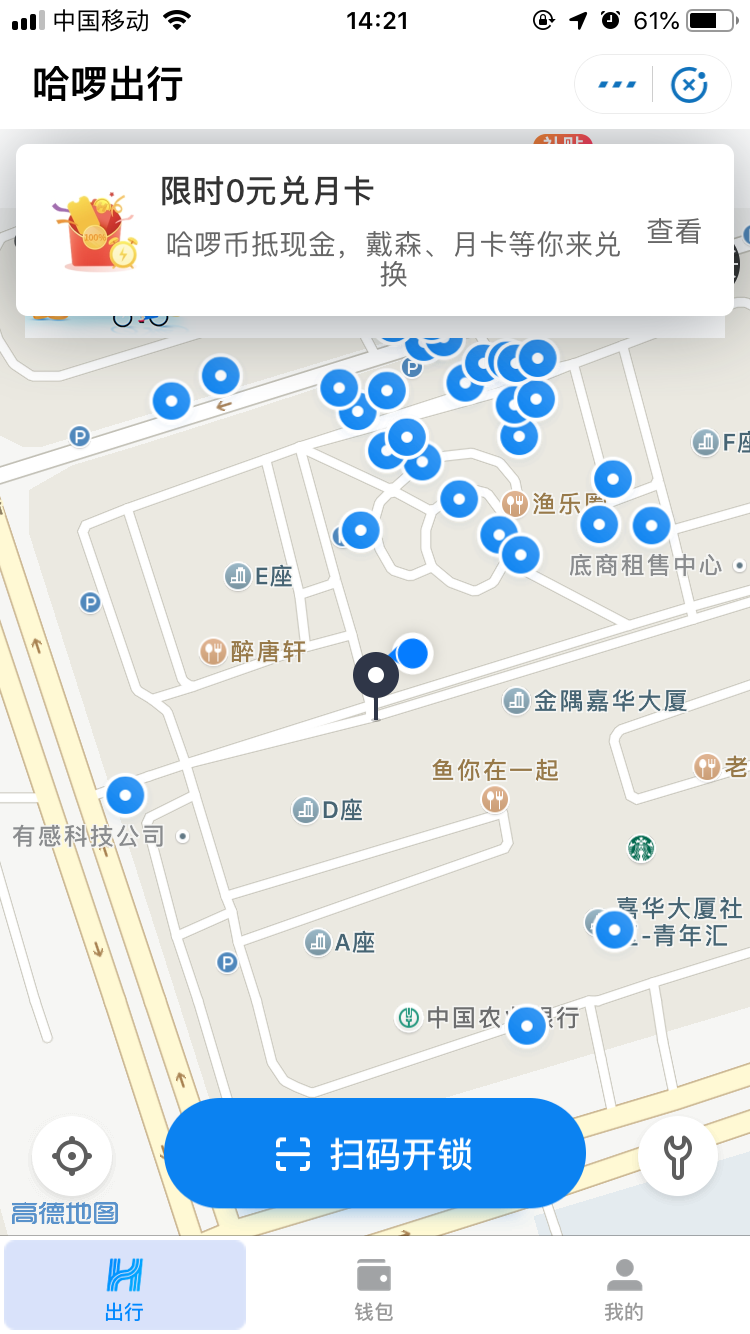 中国移动
14:21
61%
哈啰出行
补贴
限时0元兑月卡
哈啰币抵现金，戴森、月卡等你来兑
换
查看
P
P
F座
渔乐圈
底商租售中心
E座
P
醉唐轩
金隅嘉华大厦
鱼你在一起
老
D座
有感科技公司
嘉华大厦社
-青年汇
A座
P
中国农业银行
扫码开锁
高德地图
出行
钱包
我的